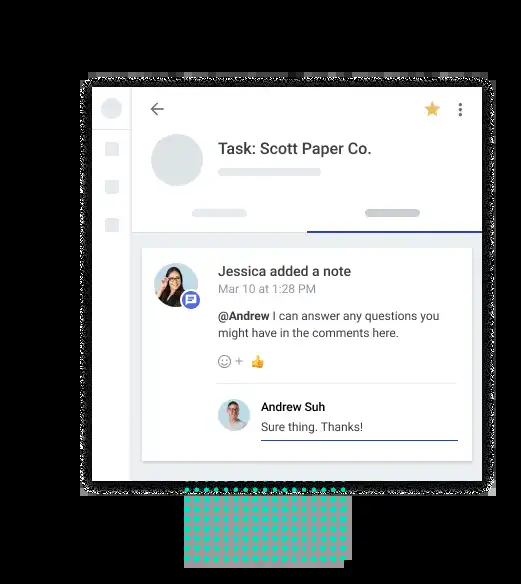 Task: Scott Paper Co.
Jessica added a note
Mar 10 at 1:28 PM
@Andrew I can answer any questions you
might have in the comments here.
Andrew Suh
Sure thing. Thanks!